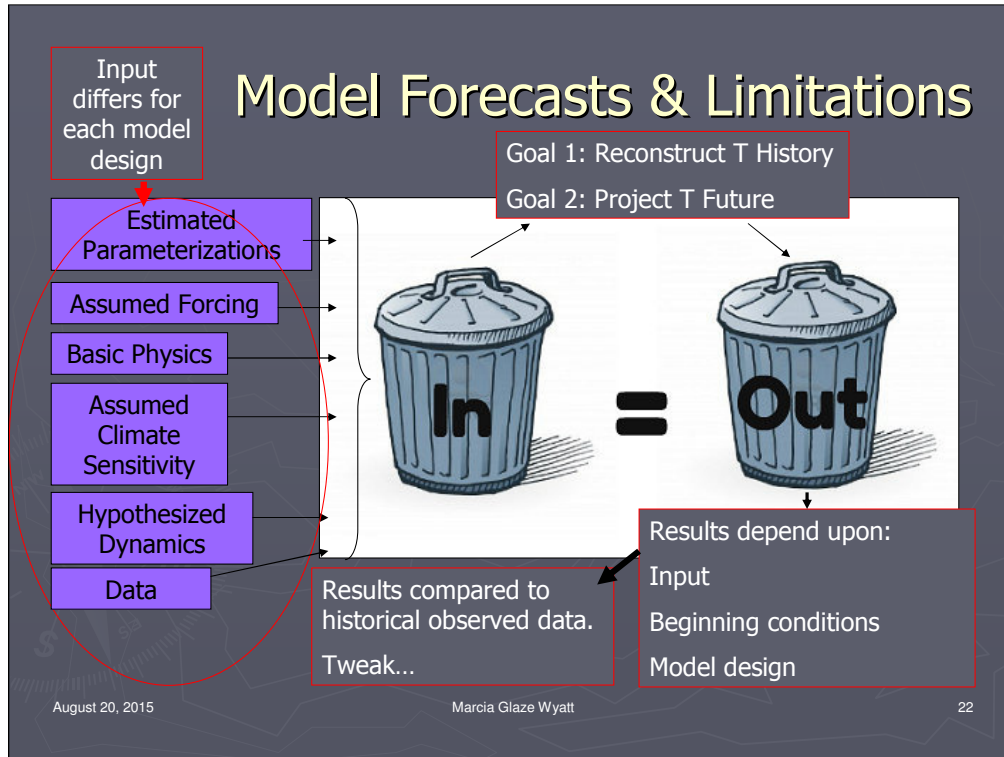 Input
differs for
each model
design
Model Forecasts & Limitations
Goal 1: Reconstruct T History
Goal 2: Project T Future
Estimated
Parameterizations
Assumed Forcing
Basic Physics
Assumed
Climate
Sensitivity
Hypothesized
Dynamics
Data
In
=
Out
Results depend upon:
Input
Beginning conditions
Model design
Results compared to
historical observed data.
Tweak…
August 20, 2015
Marcia Glaze Wyatt
22